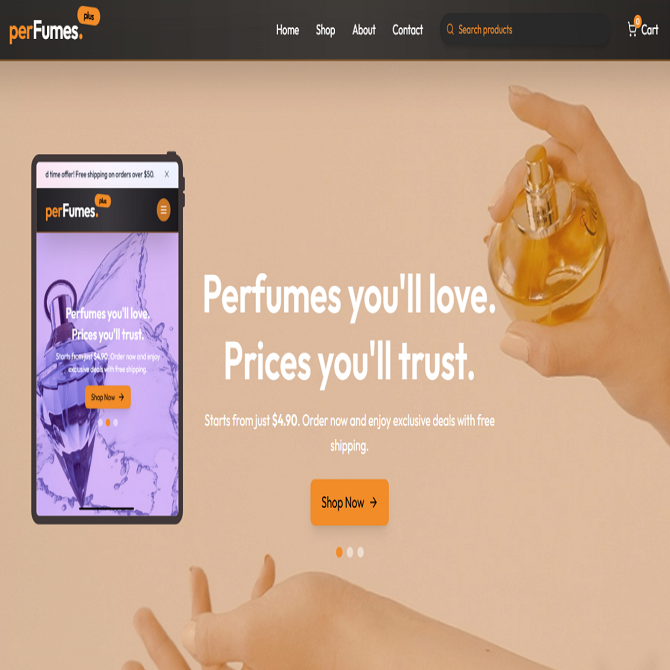 perFumes.
plus
Home
Shop
About
Contact
Search products
0
Cart
d time offer! Free shipping on orders over $50.
X
perFumes.
plus
Perfumes you'll love.
Prices you'll trust.
Starts from just $4.90. Order now and enjoy
exclusive deals with free shipping.
Shop Now →
Perfumes you'll love.
Prices you'll trust.
Starts from just $4.90. Order now and enjoy exclusive deals with free
shipping.
Shop Now →